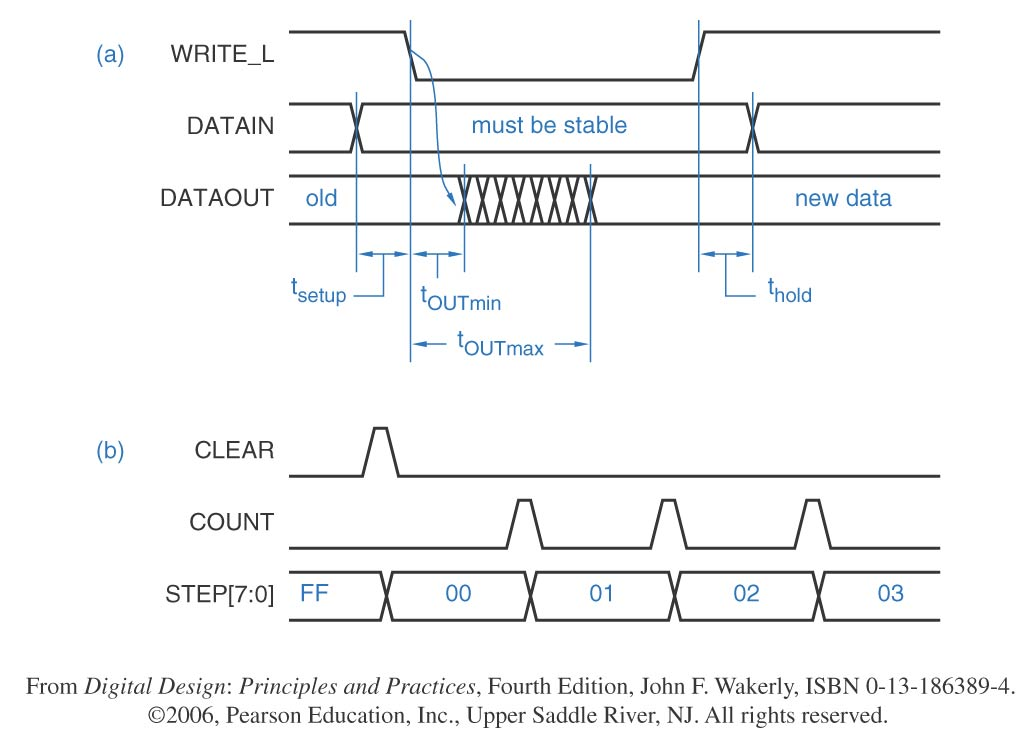 (a) WRITE_L
DATAIN must be stable
DATAOUT old new data
tsetup tOUTmin thold
tOUTmax
(b) CLEAR
COUNT
STEP[7:0] FF 00 01 02 03
From Digital Design: Principles and Practices, Fourth Edition, John F. Wakerly, ISBN 0-13-186389-4.
©2006, Pearson Education, Inc., Upper Saddle River, NJ. All rights reserved.